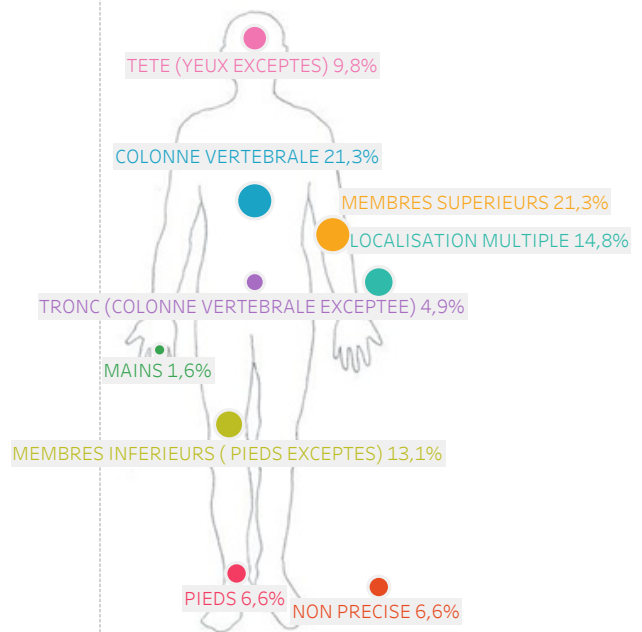 TETE (YEUX EXCEPTES) 9,8%
COLONNE VERTEBRALE 21,3%
MEMBRES SUPERIEURS 21,3%
LOCALISATION MULTIPLE 14,8%
TRONC (COLONNE VERTEBRALE EXCEPTEE) 4,9%
MAINS 1,6%
MEMBRES INFERIEURS ( PIEDS EXCEPTES) 13,1%
PIEDS 6,6%
NON PRECISE 6,6%